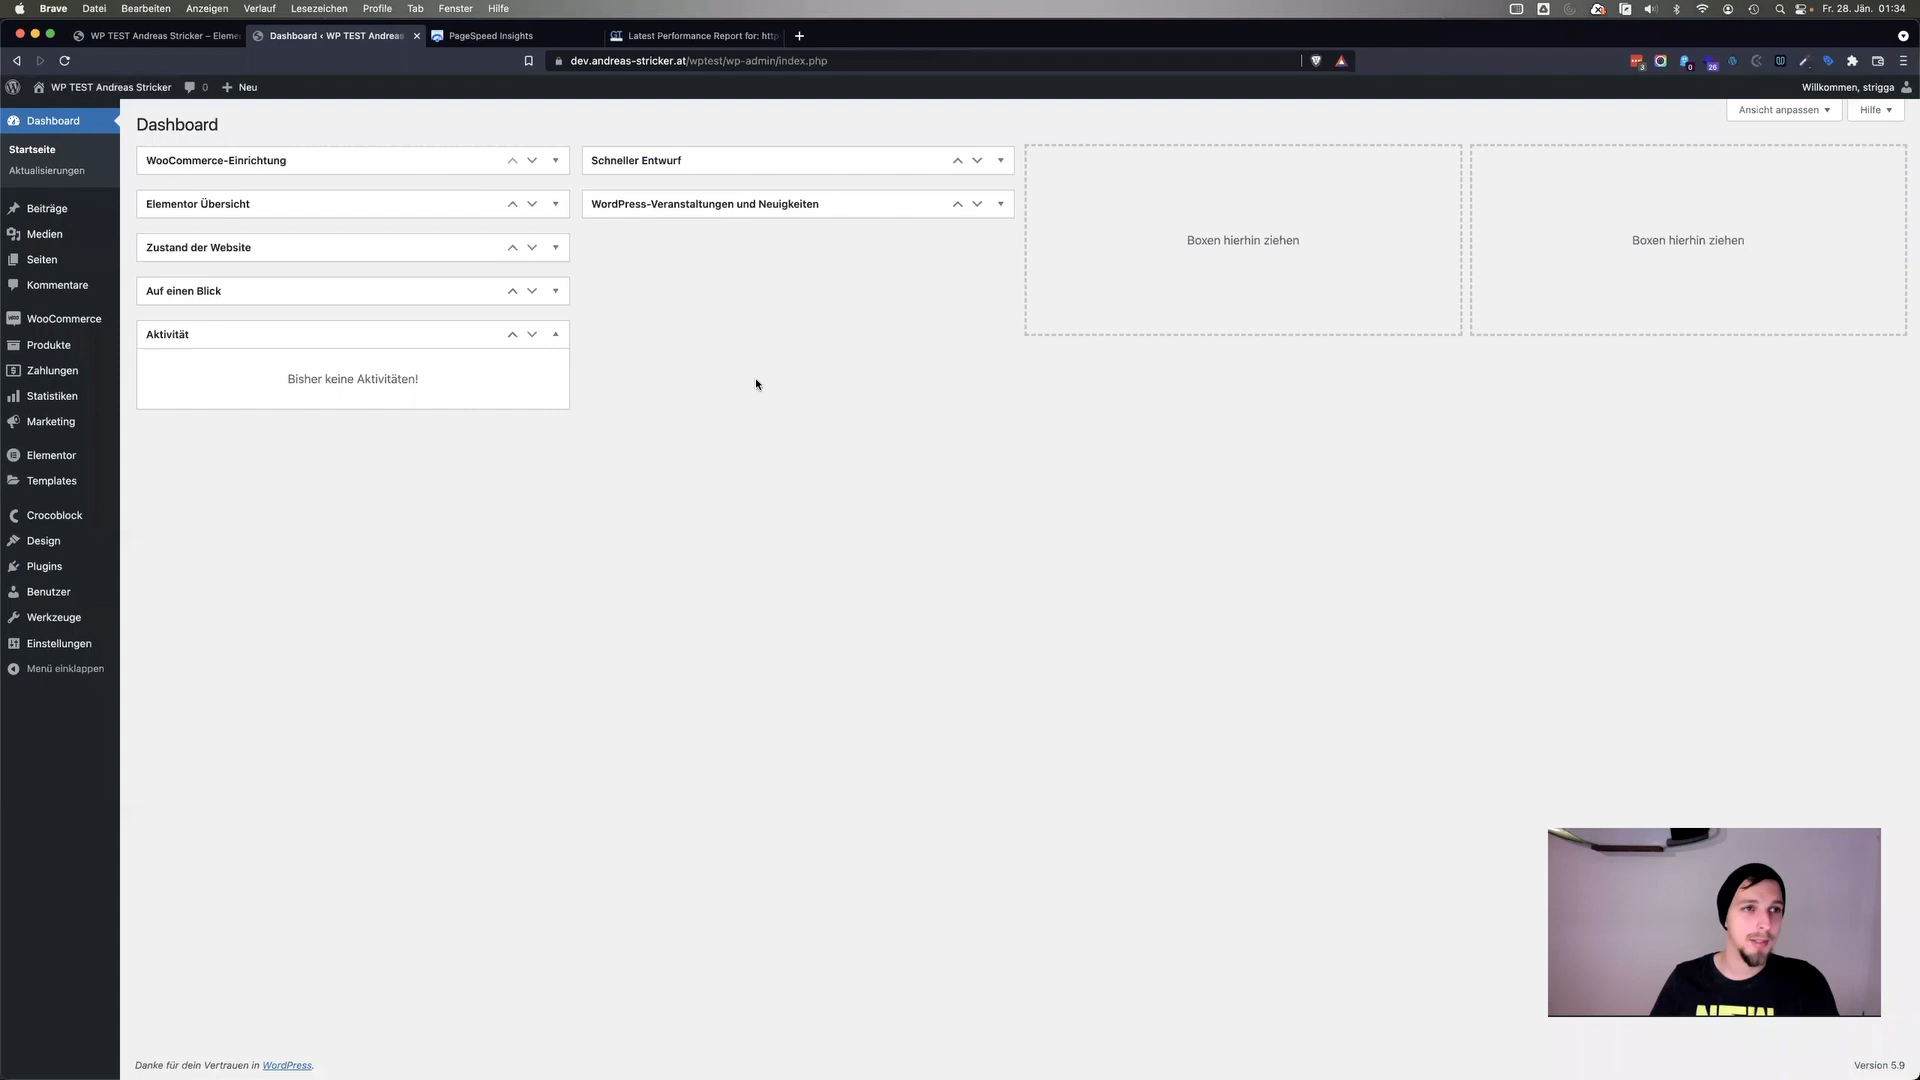 Brave Datei Bearbeiten Anzeigen Verlauf Lesezeichen Profile Tab Fenster Hilfe Fr. 28. Jän. 01:34
WP TEST Andreas Stricker – Eleme Dashboard ‹ WP TEST Andreas PageSpeed Insights Latest Performance Report for: http
dev.andreas-stricker.at/wptest/wp-admin/index.php 3 0 26
WP TEST Andreas Stricker 0 Neu Willkommen, strigga
Dashboard
Startseite
Aktualisierungen
Beiträge
Medien
Seiten
Kommentare
WooCommerce
Produkte
Zahlungen
Statistiken
Marketing
Elementor
Templates
Crocoblock
Design
Plugins
Benutzer
Werkzeuge
Einstellungen
Menü einklappen
Ansicht anpassen Hilfe
Dashboard
WooCommerce-Einrichtung
Elementor Übersicht
Zustand der Website
Auf einen Blick
Aktivität
Bisher keine Aktivitäten!
Schneller Entwurf
WordPress-Veranstaltungen und Neuigkeiten
Boxen hierhin ziehen
Boxen hierhin ziehen
Danke für dein Vertrauen in WordPress.
Version 5.9